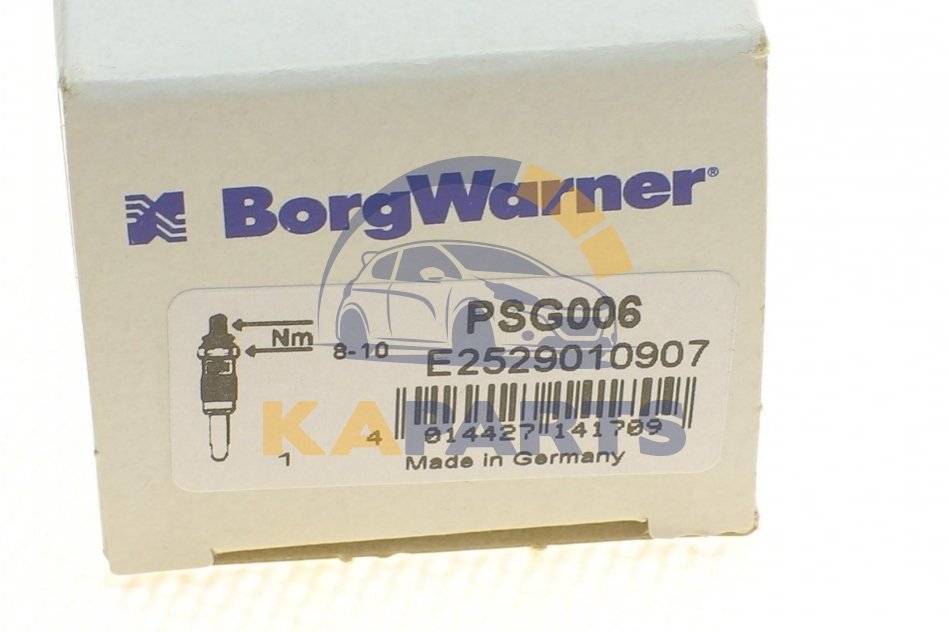 BorgWarner®
PSG006
Nm
8-10
E2529010907
KAPARTS
4 014427 141709
1
Made in Germany